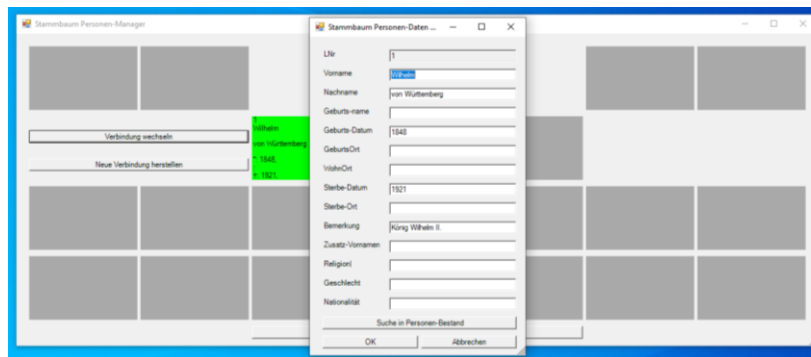 Stammbaum Personen-Manager
Verbindung wechseln
Neue Verbindung herstellen
1
Wilhelm
von Württemberg
*: 1848,
+: 1921,
Stammbaum Personen-Daten ...
LNr 1
Vorname Wilhelm
Nachname von Württemberg
Geburts-name
Geburts-Datum 1848
GeburtsOrt
WohnOrt
Sterbe-Datum 1921
Sterbe-Ort
Bemerkung König Wilhelm II.
Zusatz-Vornamen
Religion(
Geschlecht
Nationalität
Suche in Personen-Bestand
OK Abbrechen